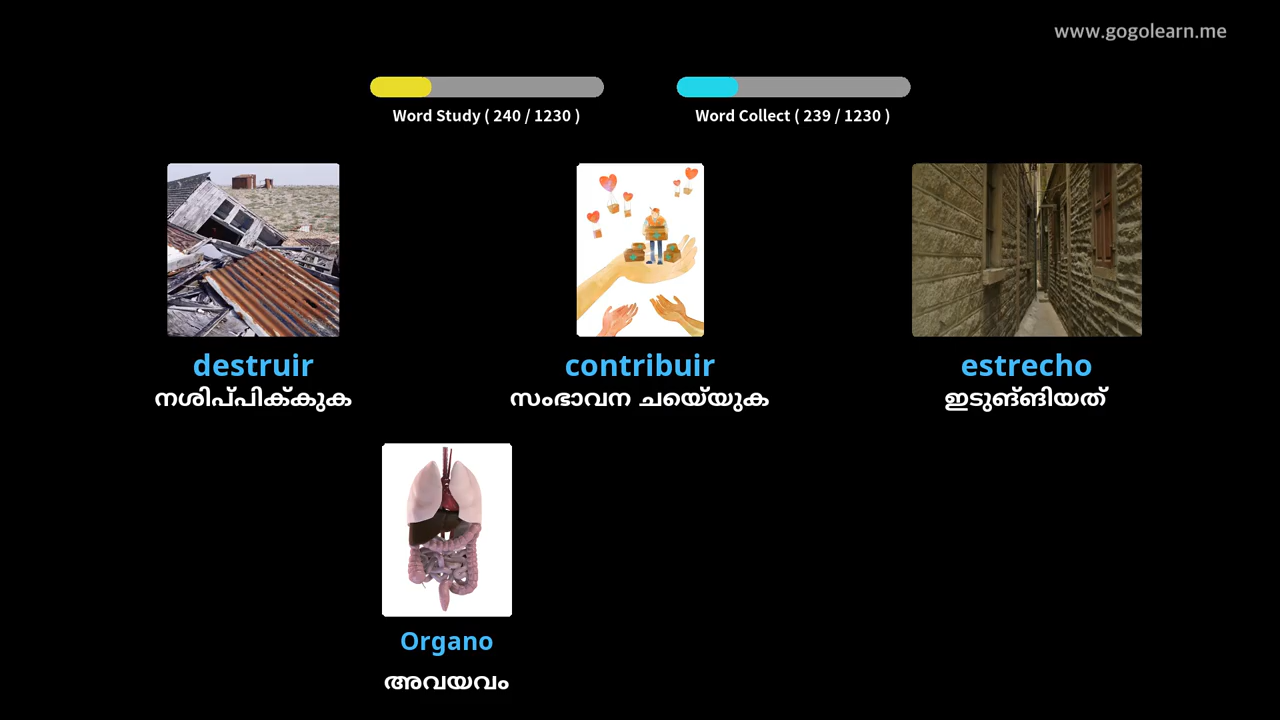 www.gogolearn.me
Word Study ( 240 / 1230 )
Word Collect ( 239 / 1230 )
destruir
contribuir
estrecho
നശിപ്പിക്കുക
സംഭാവന ചെയ്യുക
ഇടുങ്ങിയത്
Organo
അവയവം